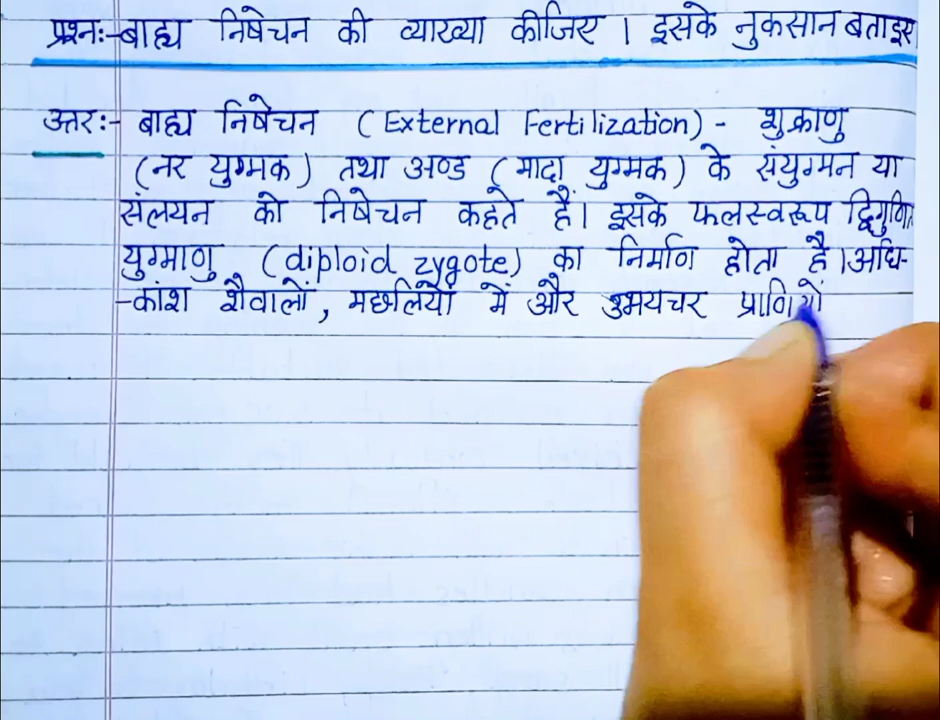 प्रश्नः- बाह्य निषेचन की व्याख्या कीजिए । इसके नुकसान बताइए
उत्तरः- बाह्य निषेचन (External Fertilization) - शुक्राणु
(नर युग्मक) तथा अण्ड (मादा युग्मक) के संयुग्मन या
संलयन को निषेचन कहते हैं। इसके फलस्वरूप द्विगुणित
युग्माणु (diploid zygote) का निर्माण होता है।अधि-
-कांश शैवालों, मछलियों में और उभयचर प्राणियों